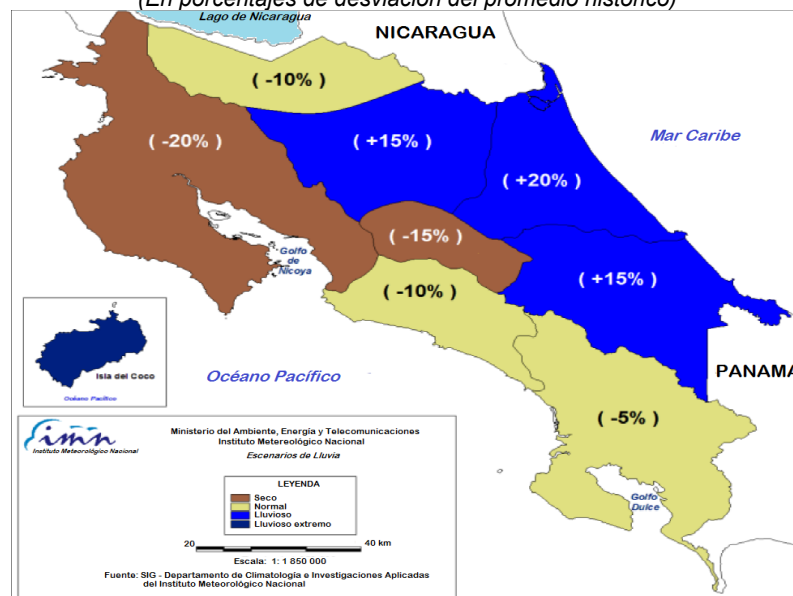 (En porcentajes de desviación del promedio histórico)
Lago de Nicaragua
NICARAGUA
( -10% )
( -20% )
( +15% )
Mar Caribe
( +20% )
( -15% )
Golfo
de
Nicoya
( -10% )
( +15% )
Isla del Coco
Océano Pacífico
Océano Pacífico
PANAMA
( -5% )
Golfo
Dulce
imn
Instituto Meteorológico Nacional
Ministerio del Ambiente, Energía y Telecomunicaciones
Instituto Metereológico Nacional
Escenarios de Lluvia
LEYENDA
Seco
Normal
Lluvioso
Lluvioso extremo
20 40 km
Escala: 1: 1 850 000
Fuente: SIG - Departamento de Climatología e Investigaciones Aplicadas
del Instituto Meteorológico Nacional